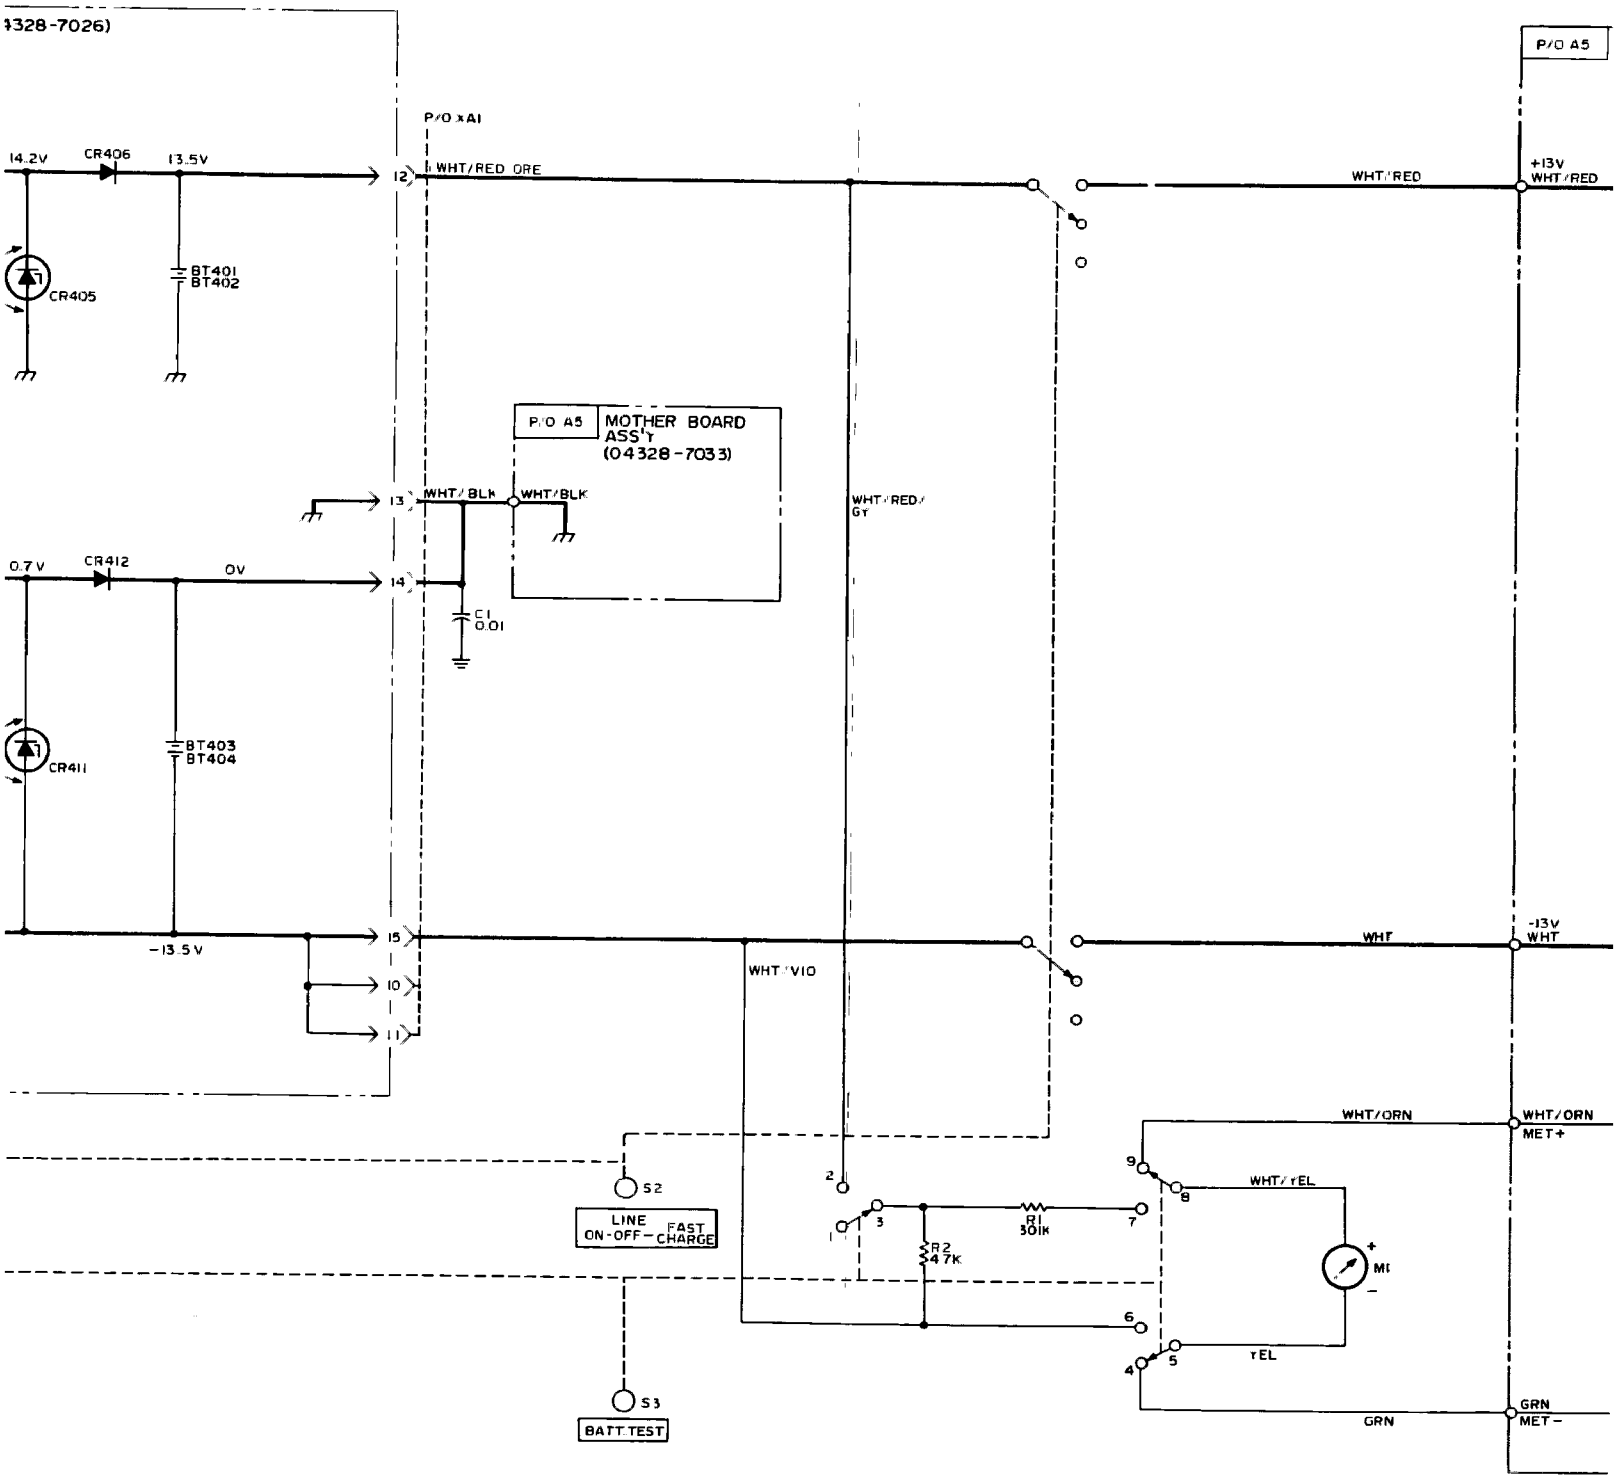 4328-7026)
P/O A5
P/O XA1
14.2V
CR406
13.5V
12
WHT/RED ORE
WHT/RED
+13V
WHT/RED
CR405
BT401
BT402
P/O A5
MOTHER BOARD
ASS'Y
(04328-7033)
13
WHT/BLK
WHT/BLK
WHT/RED/
GY
0.7V
CR412
0V
14
C1
0.01
CR411
BT403
BT404
-13.5V
15
WHT
-13V
WHT
10
WHT/VIO
11
WHT/ORN
WHT/ORN
MET+
S2
LINE
ON-OFF-FAST
CHARGE
2
3
1
R1
301K
R2
47K
9
8
7
WHT/YEL
+
M1
-
6
5
4
YEL
S3
BATT.TEST
GRN
GRN
MET-